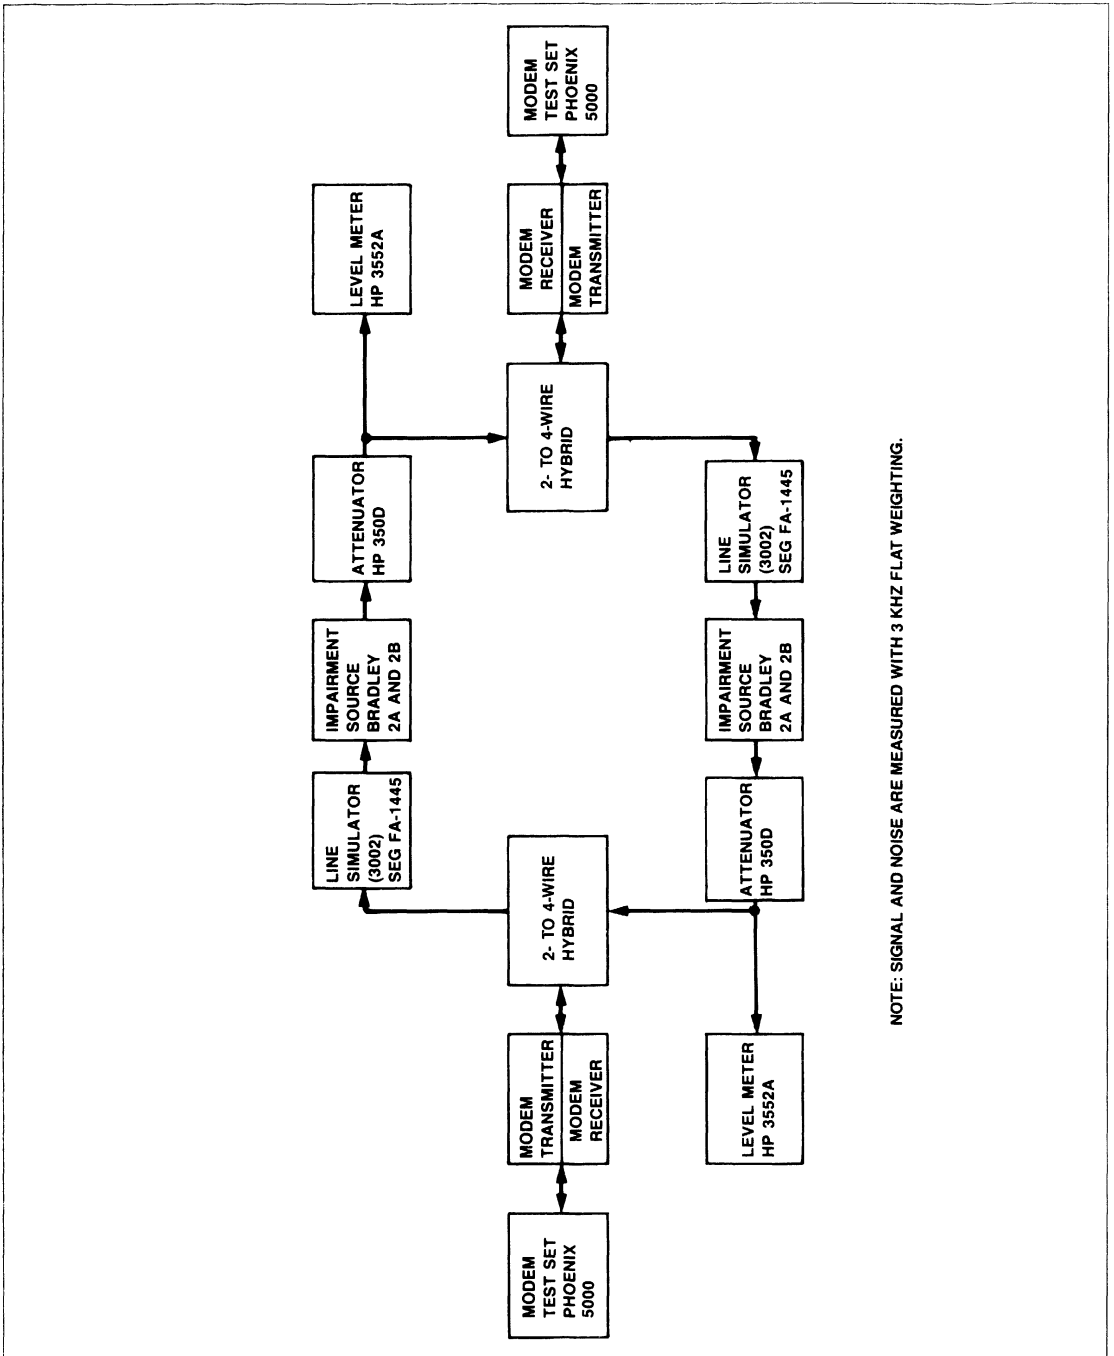 LINE
SIMULATOR
(3002)
SEG FA-1445
IMPAIRMENT
SOURCE
BRADLEY
2A AND 2B
ATTENUATOR
HP 350D
LEVEL METER
HP 3552A
MODEM
TEST SET
PHOENIX
5000
MODEM
TRANSMITTER
MODEM
RECEIVER
2- TO 4-WIRE
HYBRID
2- TO 4-WIRE
HYBRID
MODEM
RECEIVER
MODEM
TRANSMITTER
MODEM
TEST SET
PHOENIX
5000
LEVEL METER
HP 3552A
ATTENUATOR
HP 350D
IMPAIRMENT
SOURCE
BRADLEY
2A AND 2B
LINE
SIMULATOR
(3002)
SEG FA-1445
NOTE: SIGNAL AND NOISE ARE MEASURED WITH 3 KHZ FLAT WEIGHTING.